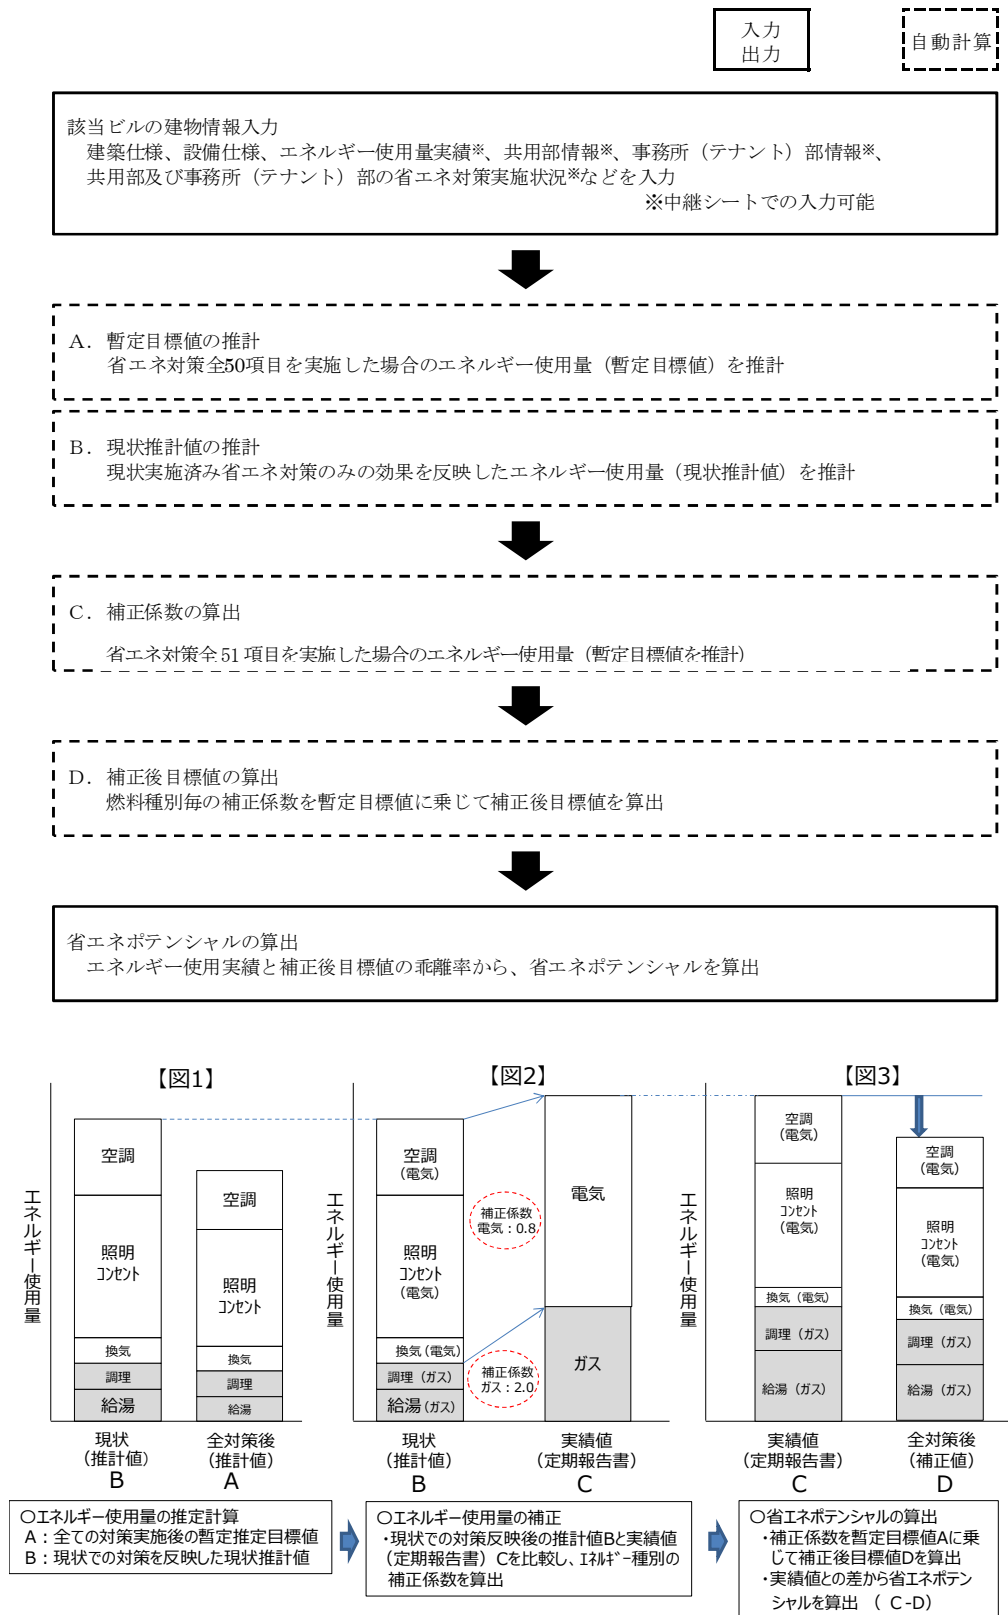 入力
出力
自動計算
該当ビルの建物情報入力
建築仕様、設備仕様、エネルギー使用量実績※、共用部情報※、事務所（テナント）部情報※、
共用部及び事務所（テナント）部の省エネ対策実施状況※などを入力
※中継シートでの入力可能
A．暫定目標値の推計
省エネ対策全50項目を実施した場合のエネルギー使用量（暫定目標値）を推計
B．現状推計値の推計
現状実施済み省エネ対策のみの効果を反映したエネルギー使用量（現状推計値）を推計
C．補正係数の算出
省エネ対策全51項目を実施した場合のエネルギー使用量（暫定目標値を推計）
D．補正後目標値の算出
燃料種別毎の補正係数を暫定目標値に乗じて補正後目標値を算出
省エネポテンシャルの算出
エネルギー使用実績と補正後目標値の乖離率から、省エネポテンシャルを算出
【図1】
エネルギー使用量
空調
照明
コンセント
換気
調理
給湯
空調
照明
コンセント
換気
調理
給湯
現状
(推計値)
B
全対策後
(推計値)
A
【図2】
エネルギー使用量
空調
(電気)
照明
コンセント
(電気)
換気(電気)
調理（ガス）
給湯(ガス)
補正係数
電気：0.8
補正係数
ガス：2.0
電気
ガス
現状
(推計値)
B
実績値
(定期報告書)
C
【図3】
エネルギー使用量
空調
(電気)
照明
コンセント
(電気)
換気（電気）
調理（ガス）
給湯（ガス）
空調
(電気)
照明
コンセント
(電気)
換気（電気）
調理（ガス）
給湯（ガス）
実績値
(定期報告書)
C
全対策後
(補正値)
D
○エネルギー使用量の推定計算
A：全ての対策実施後の暫定推定目標値
B：現状での対策を反映した現状推計値
○エネルギー使用量の補正
・現状での対策反映後の推計値Bと実績値
（定期報告書）Cを比較し、ｴﾈﾙｷﾞｰ種別の
補正係数を算出
○省エネポテンシャルの算出
・補正係数を暫定目標値Aに乗
じて補正後目標値Dを算出
・実績値との差から省エネポテン
シャルを算出 （ C-D）